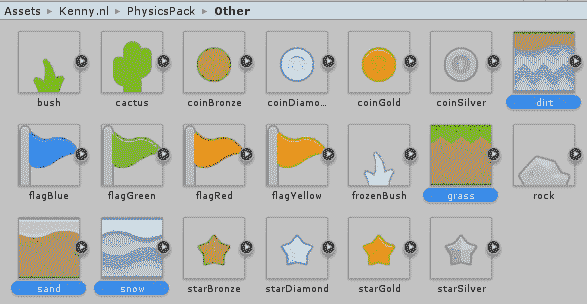 Assets ▸ Kenny.nl ▸ PhysicsPack ▸ Other
bush cactus coinBronze coinDiamo... coinGold coinSilver dirt
flagBlue flagGreen flagRed flagYellow frozenBush grass rock
sand snow starBronze starDiamond starGold starSilver